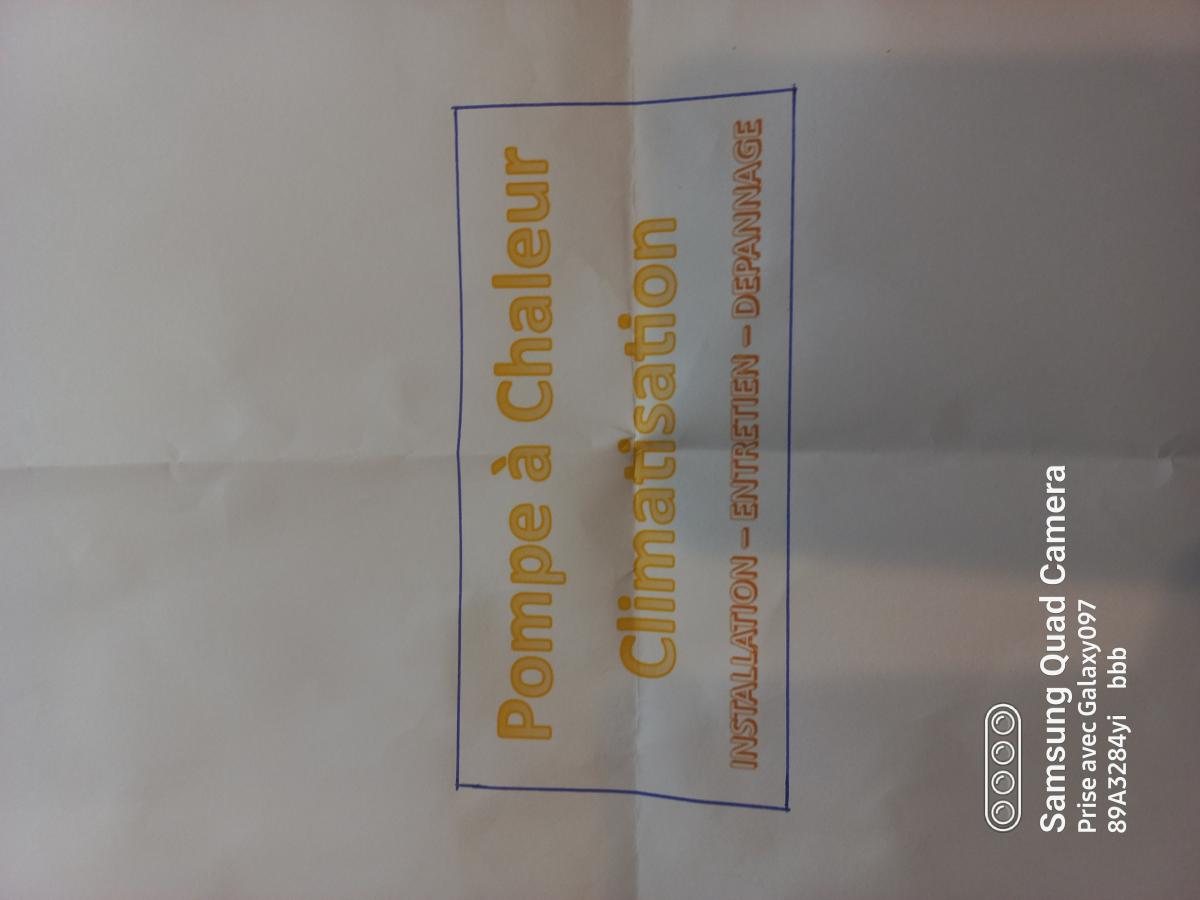 Pompe à Chaleur
Climatisation
INSTALLATION – ENTRETIEN – DEPANNAGE
Samsung Quad Camera
Prise avec Galaxy097
89A3284yi bbb